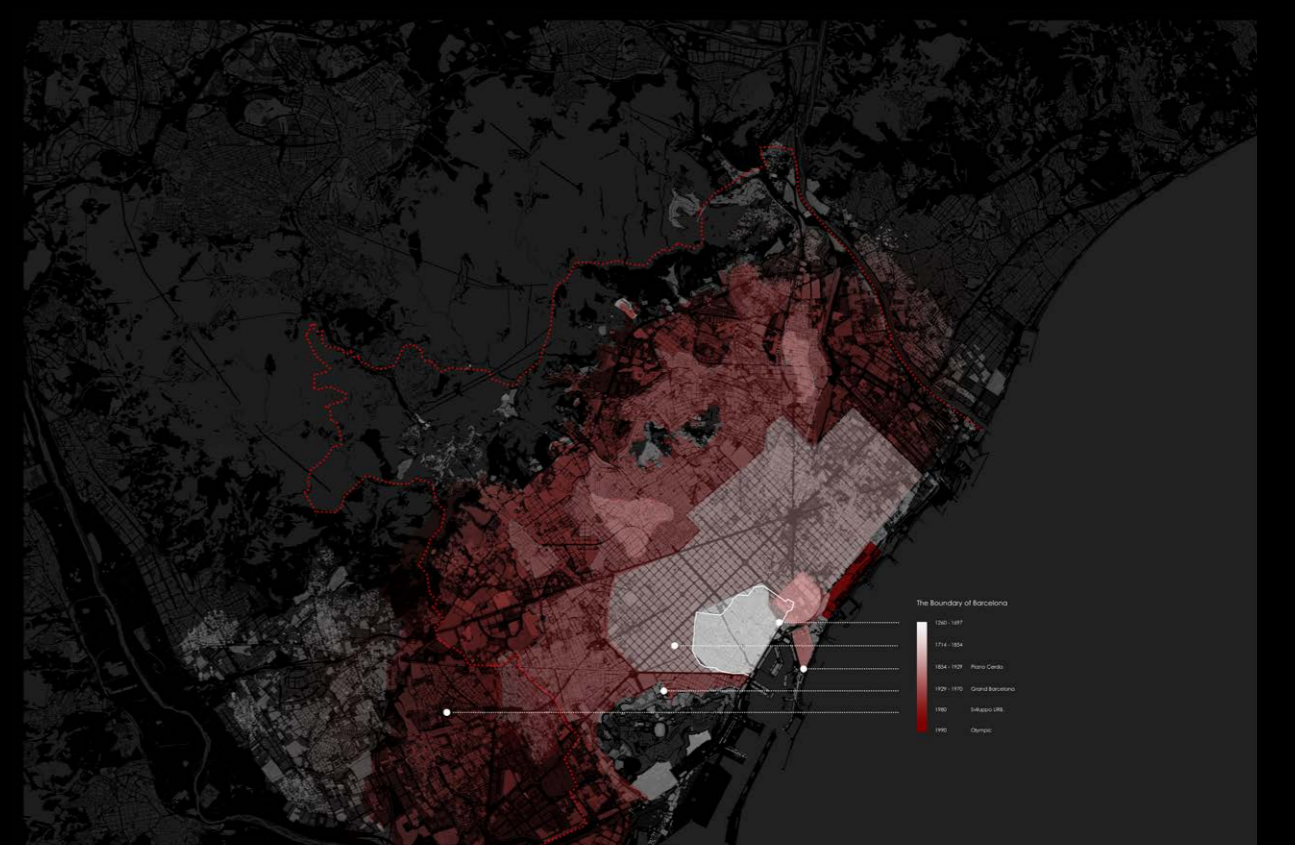 The Boundary of Barcelona
1260 - 1697
1714 - 1854
1854 - 1929 Piano Cerda
1929 - 1970 Grand Barcelona
1980 Sviluppo URB.
1990 Olympic